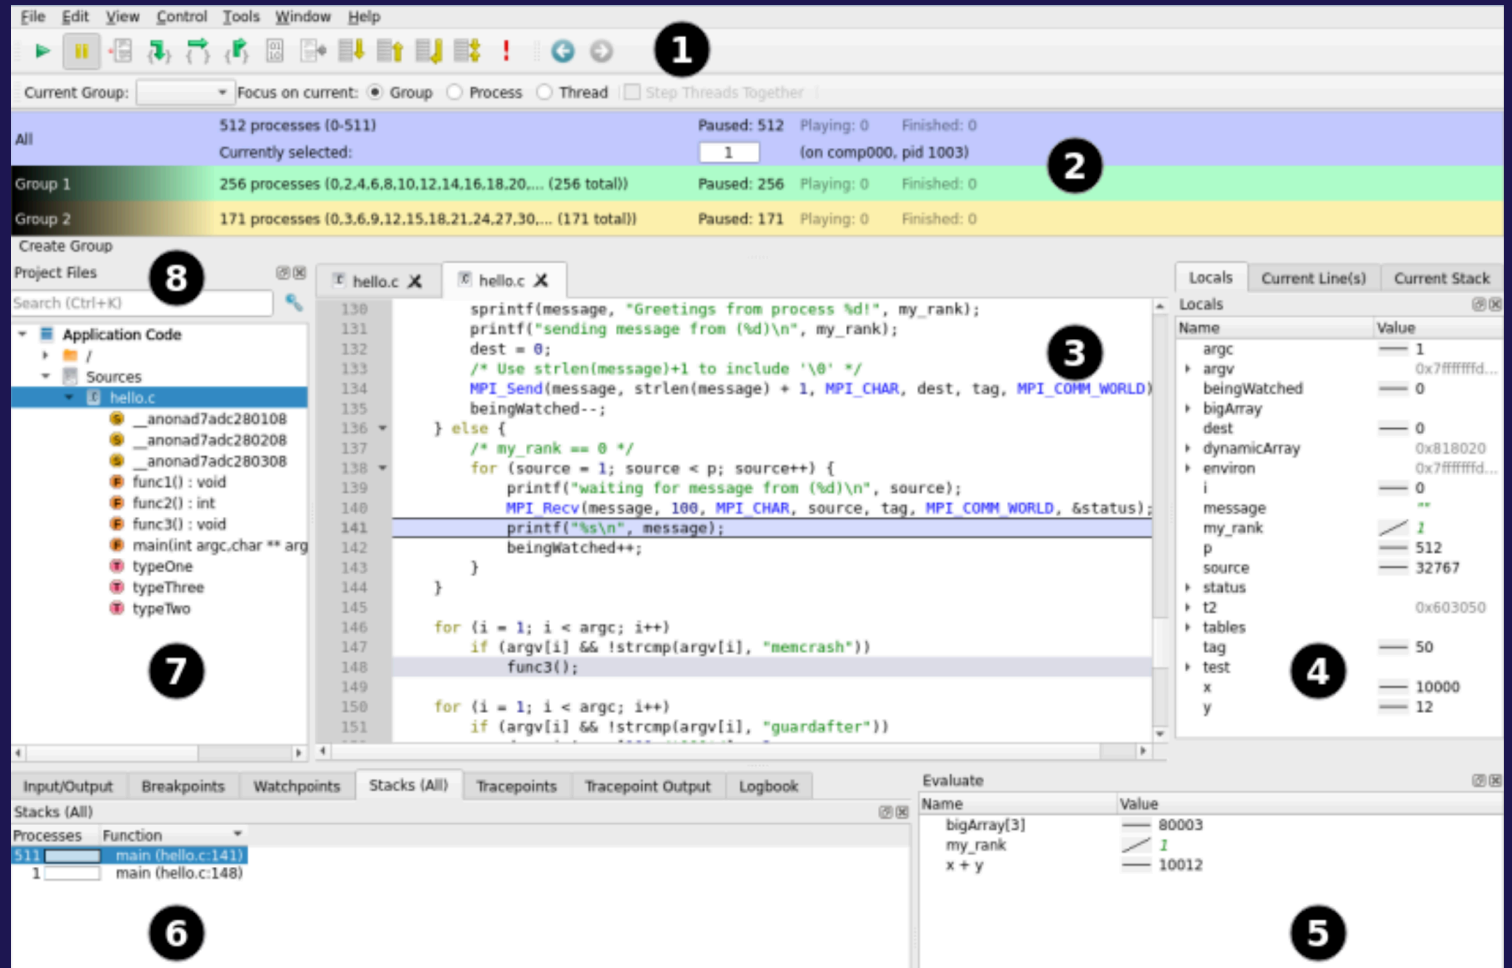 File Edit View Control Tools Window Help
1
Current Group: Focus on current: Group Process Thread Step Threads Together
All 512 processes (0-511) Paused: 512 Playing: 0 Finished: 0
Currently selected: 1 (on comp000, pid 1003)
2
Group 1 256 processes (0,2,4,6,8,10,12,14,16,18,20,... (256 total)) Paused: 256 Playing: 0 Finished: 0
Group 2 171 processes (0,3,6,9,12,15,18,21,24,27,30,... (171 total)) Paused: 171 Playing: 0 Finished: 0
Create Group
Project Files
8
Search (Ctrl+K)
Application Code
/
Sources
hello.c
__anonad7adc280108
__anonad7adc280208
__anonad7adc280308
func1() : void
func2() : int
func3() : void
main(int argc,char ** arg
typeOne
typeThree
typeTwo
7
hello.c hello.c
130 sprintf(message, "Greetings from process %d!", my_rank);
131 printf("sending message from (%d)\n", my_rank);
132 dest = 0;
133 /* Use strlen(message)+1 to include '\0' */
134 MPI_Send(message, strlen(message) + 1, MPI_CHAR, dest, tag, MPI_COMM_WORLD)
135 beingWatched--;
136 } else {
137 /* my_rank == 0 */
138 for (source = 1; source < p; source++) {
139 printf("waiting for message from (%d)\n", source);
140 MPI_Recv(message, 100, MPI_CHAR, source, tag, MPI_COMM_WORLD, &status);
141 printf("%s\n", message);
142 beingWatched++;
143 }
144 }
145
146 for (i = 1; i < argc; i++)
147 if (argv[i] && !strcmp(argv[i], "memcrash"))
148 func3();
149
150 for (i = 1; i < argc; i++)
151 if (argv[i] && !strcmp(argv[i], "guardafter"))
3
Locals Current Line(s) Current Stack
Locals
Name Value
argc 1
argv 0x7fffffffd...
beingWatched 0
bigArray
dest 0
dynamicArray 0x818020
environ 0x7fffffffd...
i 0
message ""
my_rank 1
p 512
source 32767
status
t2 0x603050
tables
tag 50
test
x 10000
y 12
4
Input/Output Breakpoints Watchpoints Stacks (All) Tracepoints Tracepoint Output Logbook
Stacks (All)
Processes Function
511 main (hello.c:141)
1 main (hello.c:148)
6
Evaluate
Name Value
bigArray[3] 80003
my_rank 1
x + y 10012
5